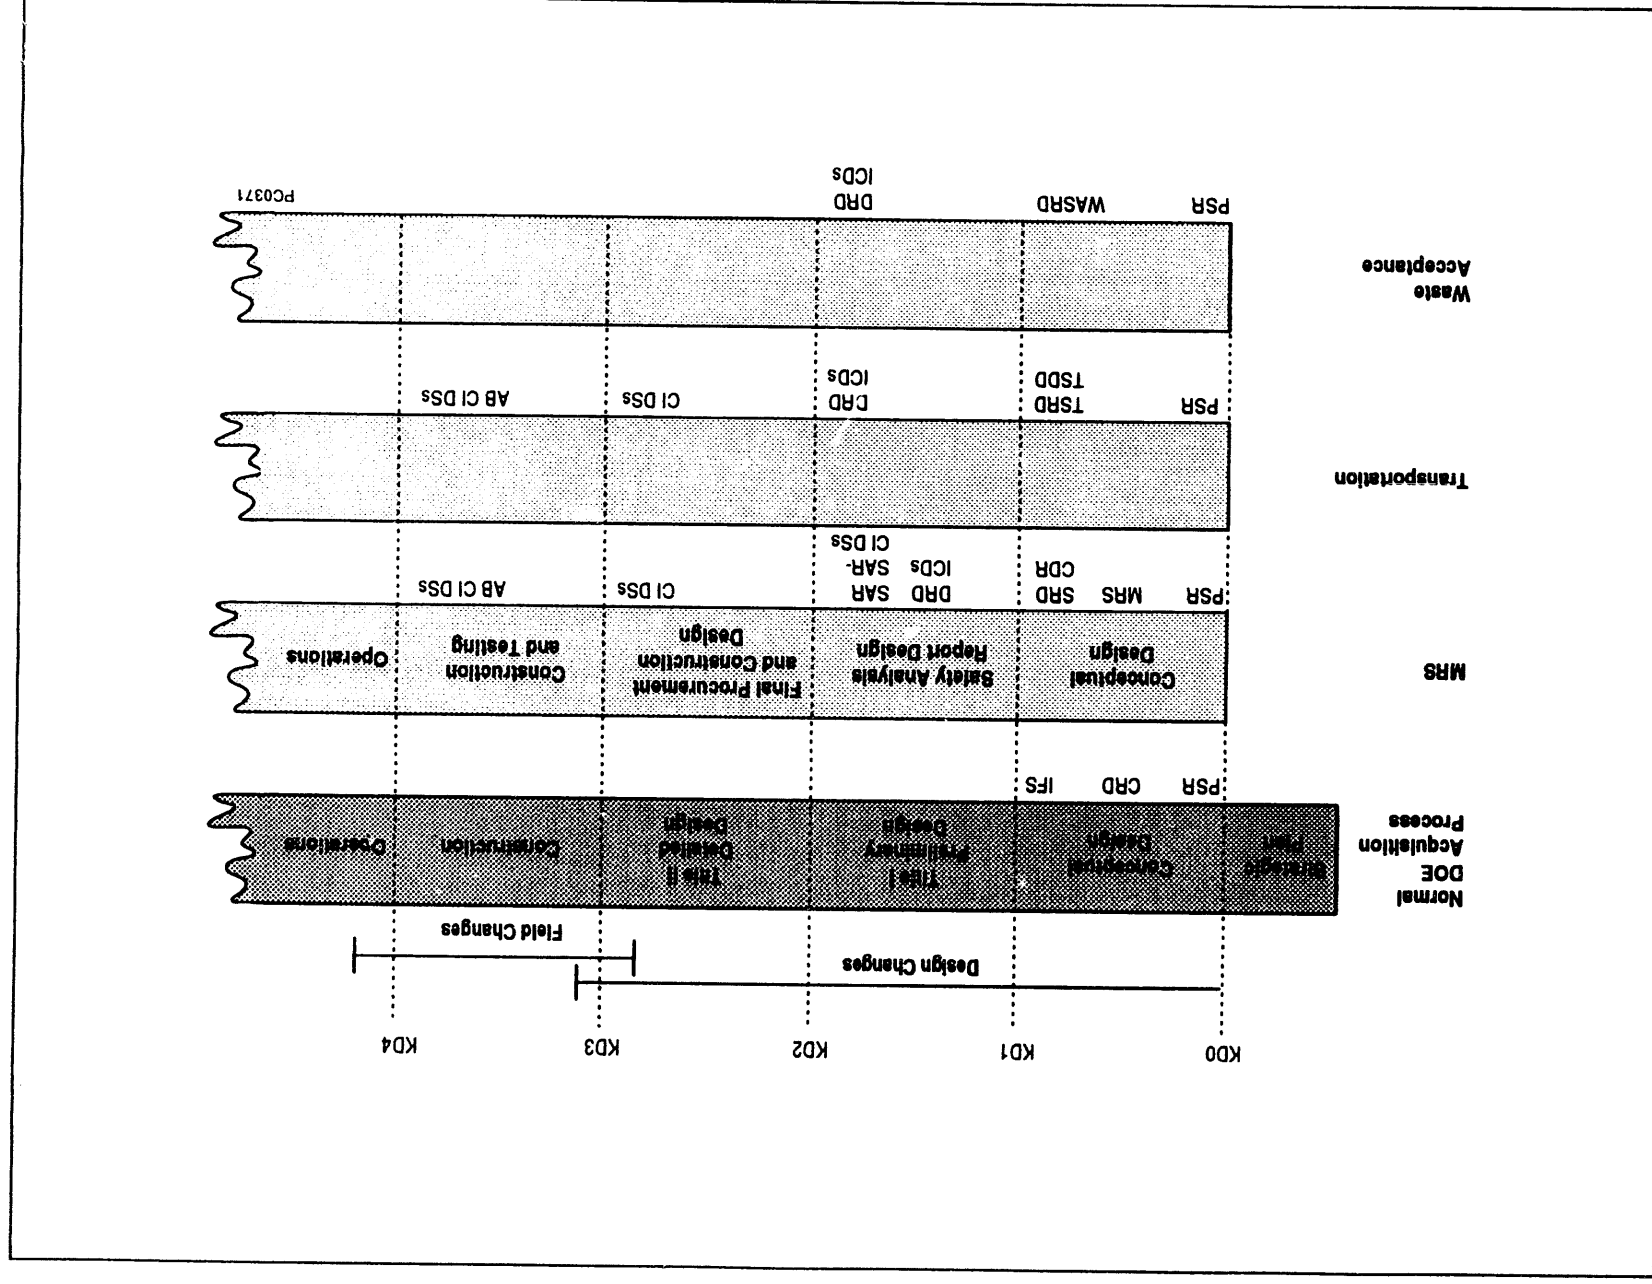 KD0 KD1 KD2 KD3 KD4
Design Changes
Field Changes
Normal
DOE
Acquisition
Process
Strategic
Plan
Conceptual
Design
Title I
Preliminary
Design
Title II
Detailed
Design
Construction
Operations
PSR CRD IFS
MRS
Conceptual
Design
Safety Analysis
Report Design
Final Procurement
and Construction
Design
Construction
and Testing
Operations
PSR MRS SRD
CDR
DRD
ICDs
SAR
SAR-
CI DSs
CI DSs
AB CI DSs
Transportation
PSR TSRD
TSDD
DRD
ICDs
CI DSs
AB CI DSs
Waste
Acceptance
PSR WASRD
DRD
ICDs
PC0371